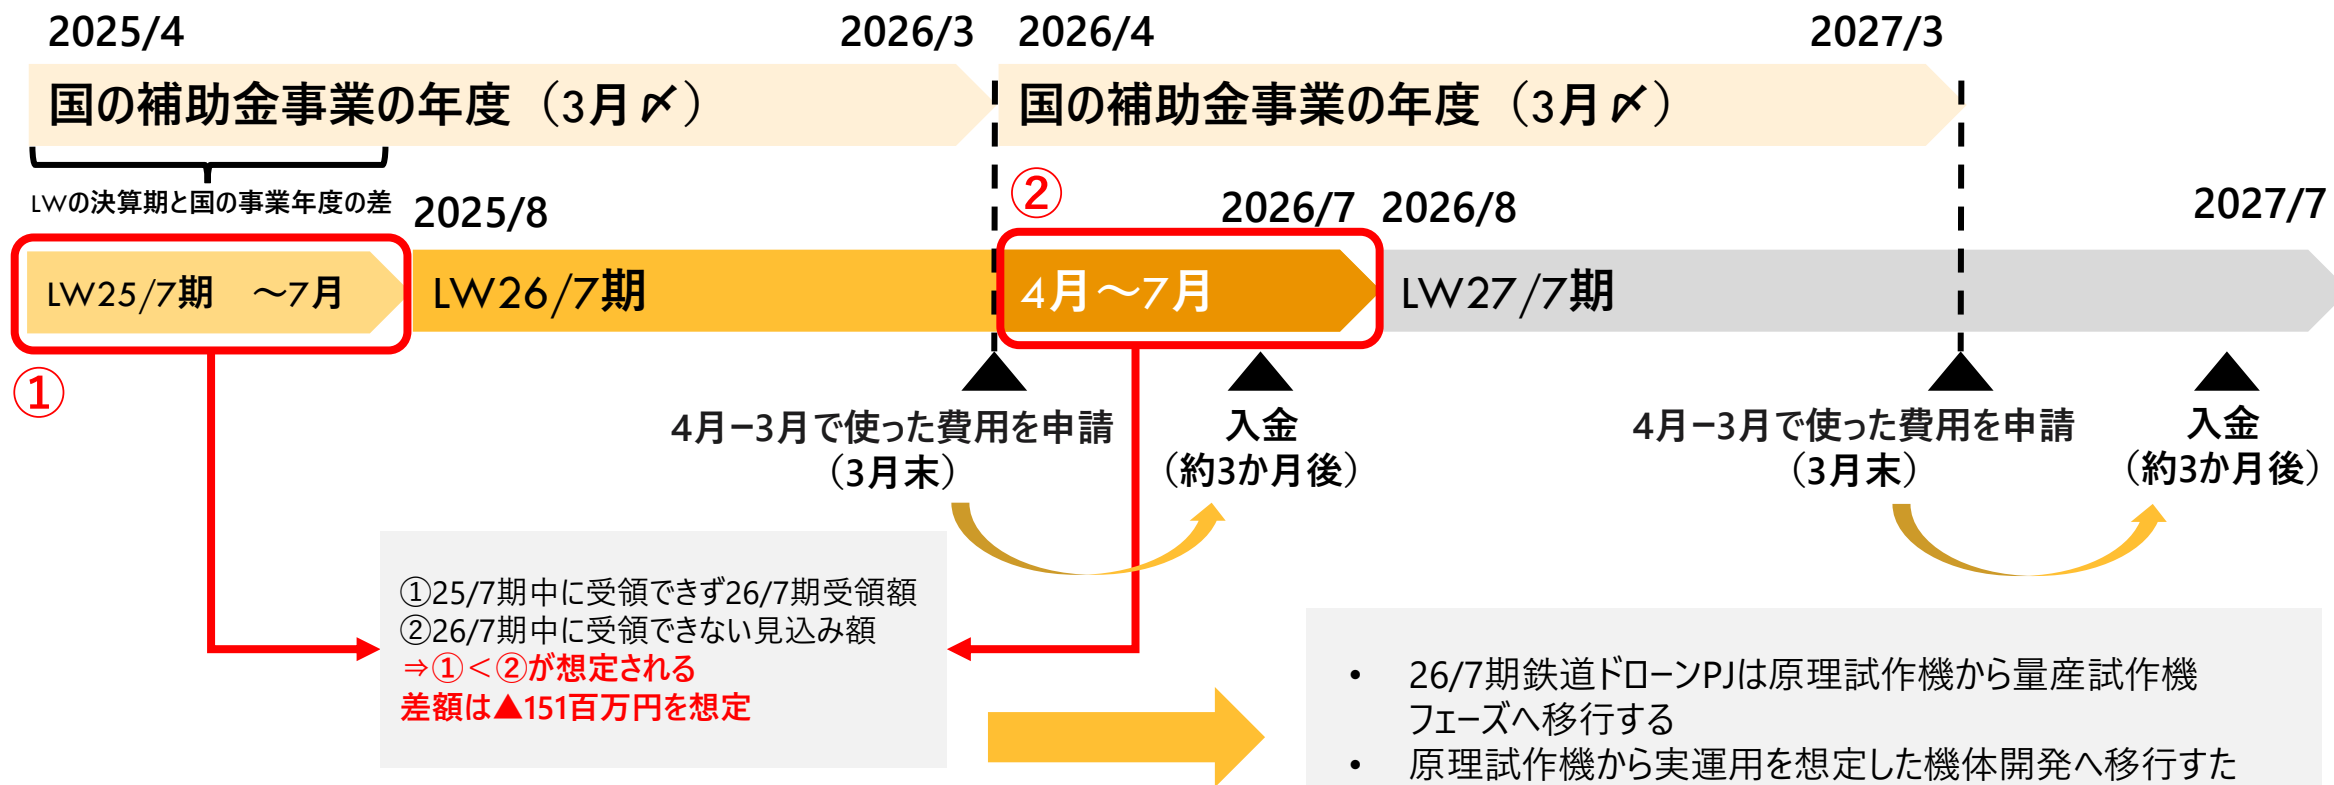 2025/4
2026/3
2026/4
2027/3
国の補助金事業の年度（3月〆）
国の補助金事業の年度（3月〆）
LWの決算期と国の事業年度の差
2025/8
②
2026/7
2026/8
2027/7
LW25/7期　～7月
LW26/7期
4月～7月
LW27/7期
①
4月ー3月で使った費用を申請
（3月末）
入金
（約3か月後）
4月ー3月で使った費用を申請
（3月末）
入金
（約3か月後）
①25/7期中に受領できず26/7期受領額
②26/7期中に受領できない見込み額
⇒①＜②が想定される
差額は▲151百万円を想定
• 26/7期鉄道ドローンPJは原理試作機から量産試作機
フェーズへ移行する
• 原理試作機から実運用を想定した機体開発へ移行すた